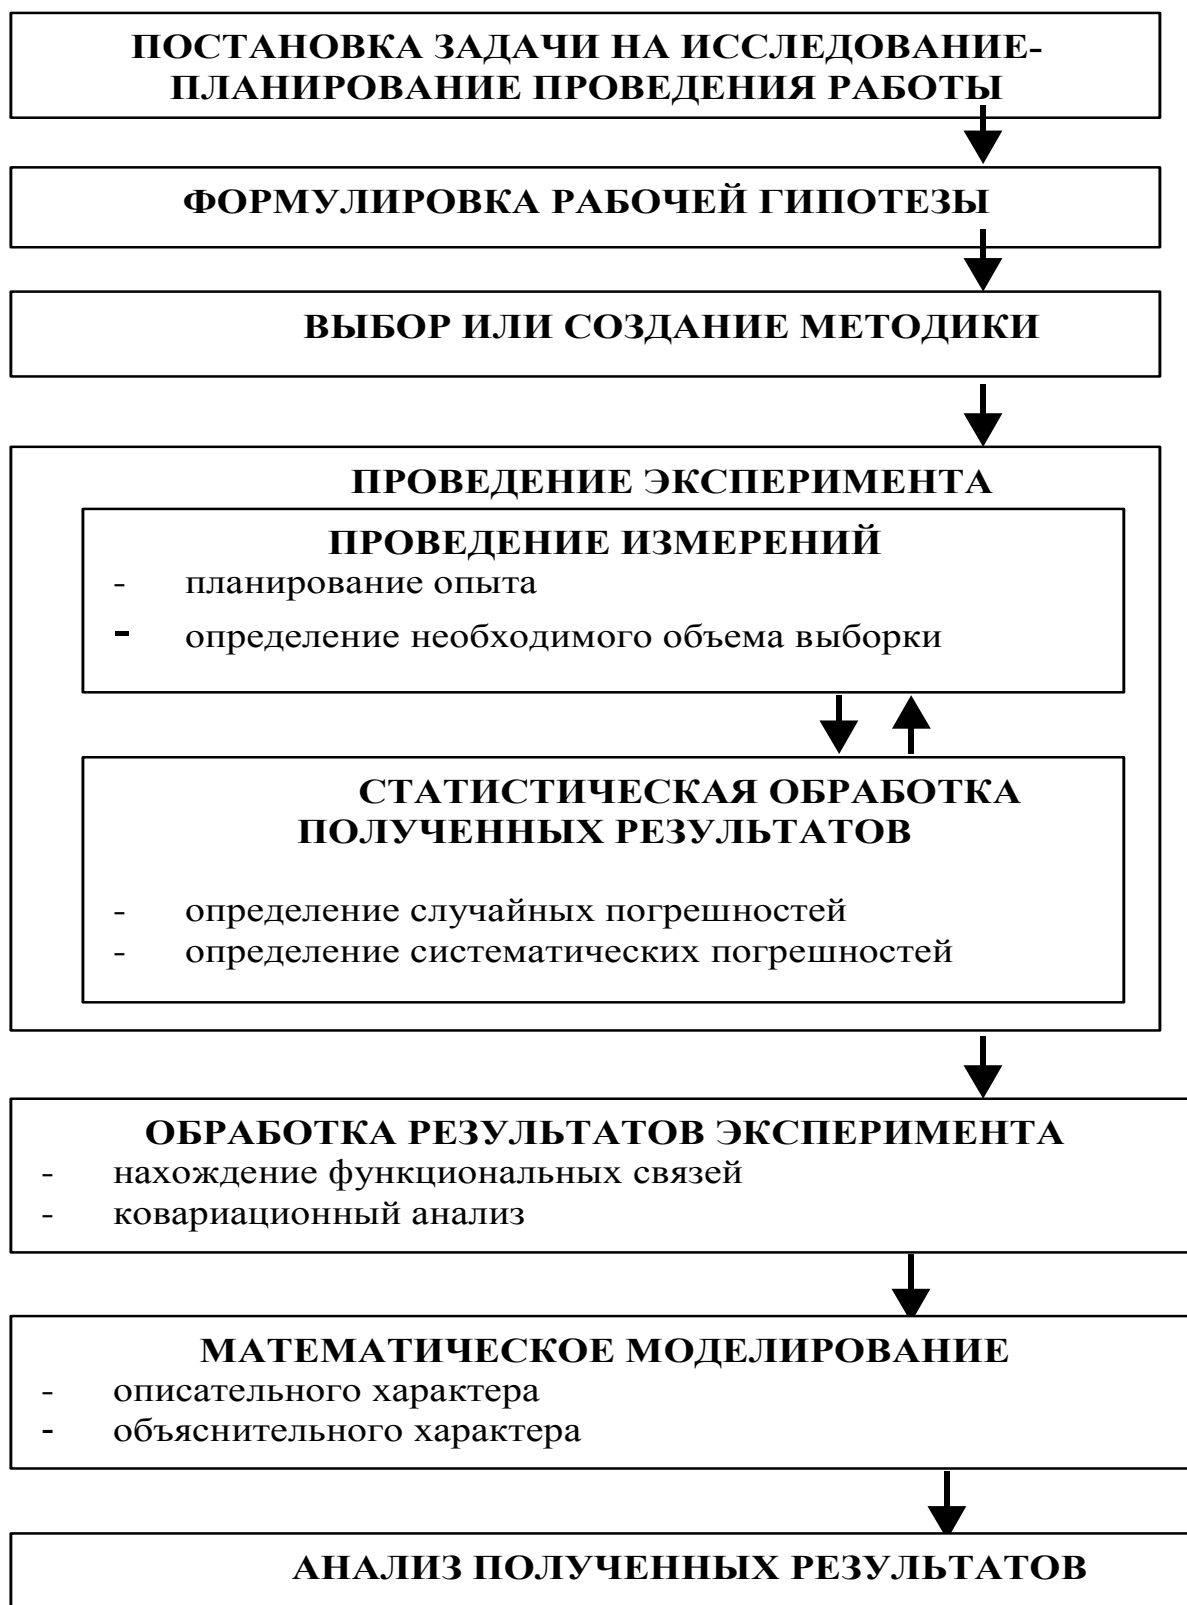 ПОСТАНОВКА ЗАДАЧИ НА ИССЛЕДОВАНИЕ-
ПЛАНИРОВАНИЕ ПРОВЕДЕНИЯ РАБОТЫ
ФОРМУЛИРОВКА РАБОЧЕЙ ГИПОТЕЗЫ
ВЫБОР ИЛИ СОЗДАНИЕ МЕТОДИКИ
ПРОВЕДЕНИЕ ЭКСПЕРИМЕНТА
ПРОВЕДЕНИЕ ИЗМЕРЕНИЙ
- планирование опыта
- определение необходимого объема выборки
СТАТИСТИЧЕСКАЯ ОБРАБОТКА
ПОЛУЧЕННЫХ РЕЗУЛЬТАТОВ
- определение случайных погрешностей
- определение систематических погрешностей
ОБРАБОТКА РЕЗУЛЬТАТОВ ЭКСПЕРИМЕНТА
- нахождение функциональных связей
- ковариационный анализ
МАТЕМАТИЧЕСКОЕ МОДЕЛИРОВАНИЕ
- описательного характера
- объяснительного характера
АНАЛИЗ ПОЛУЧЕННЫХ РЕЗУЛЬТАТОВ